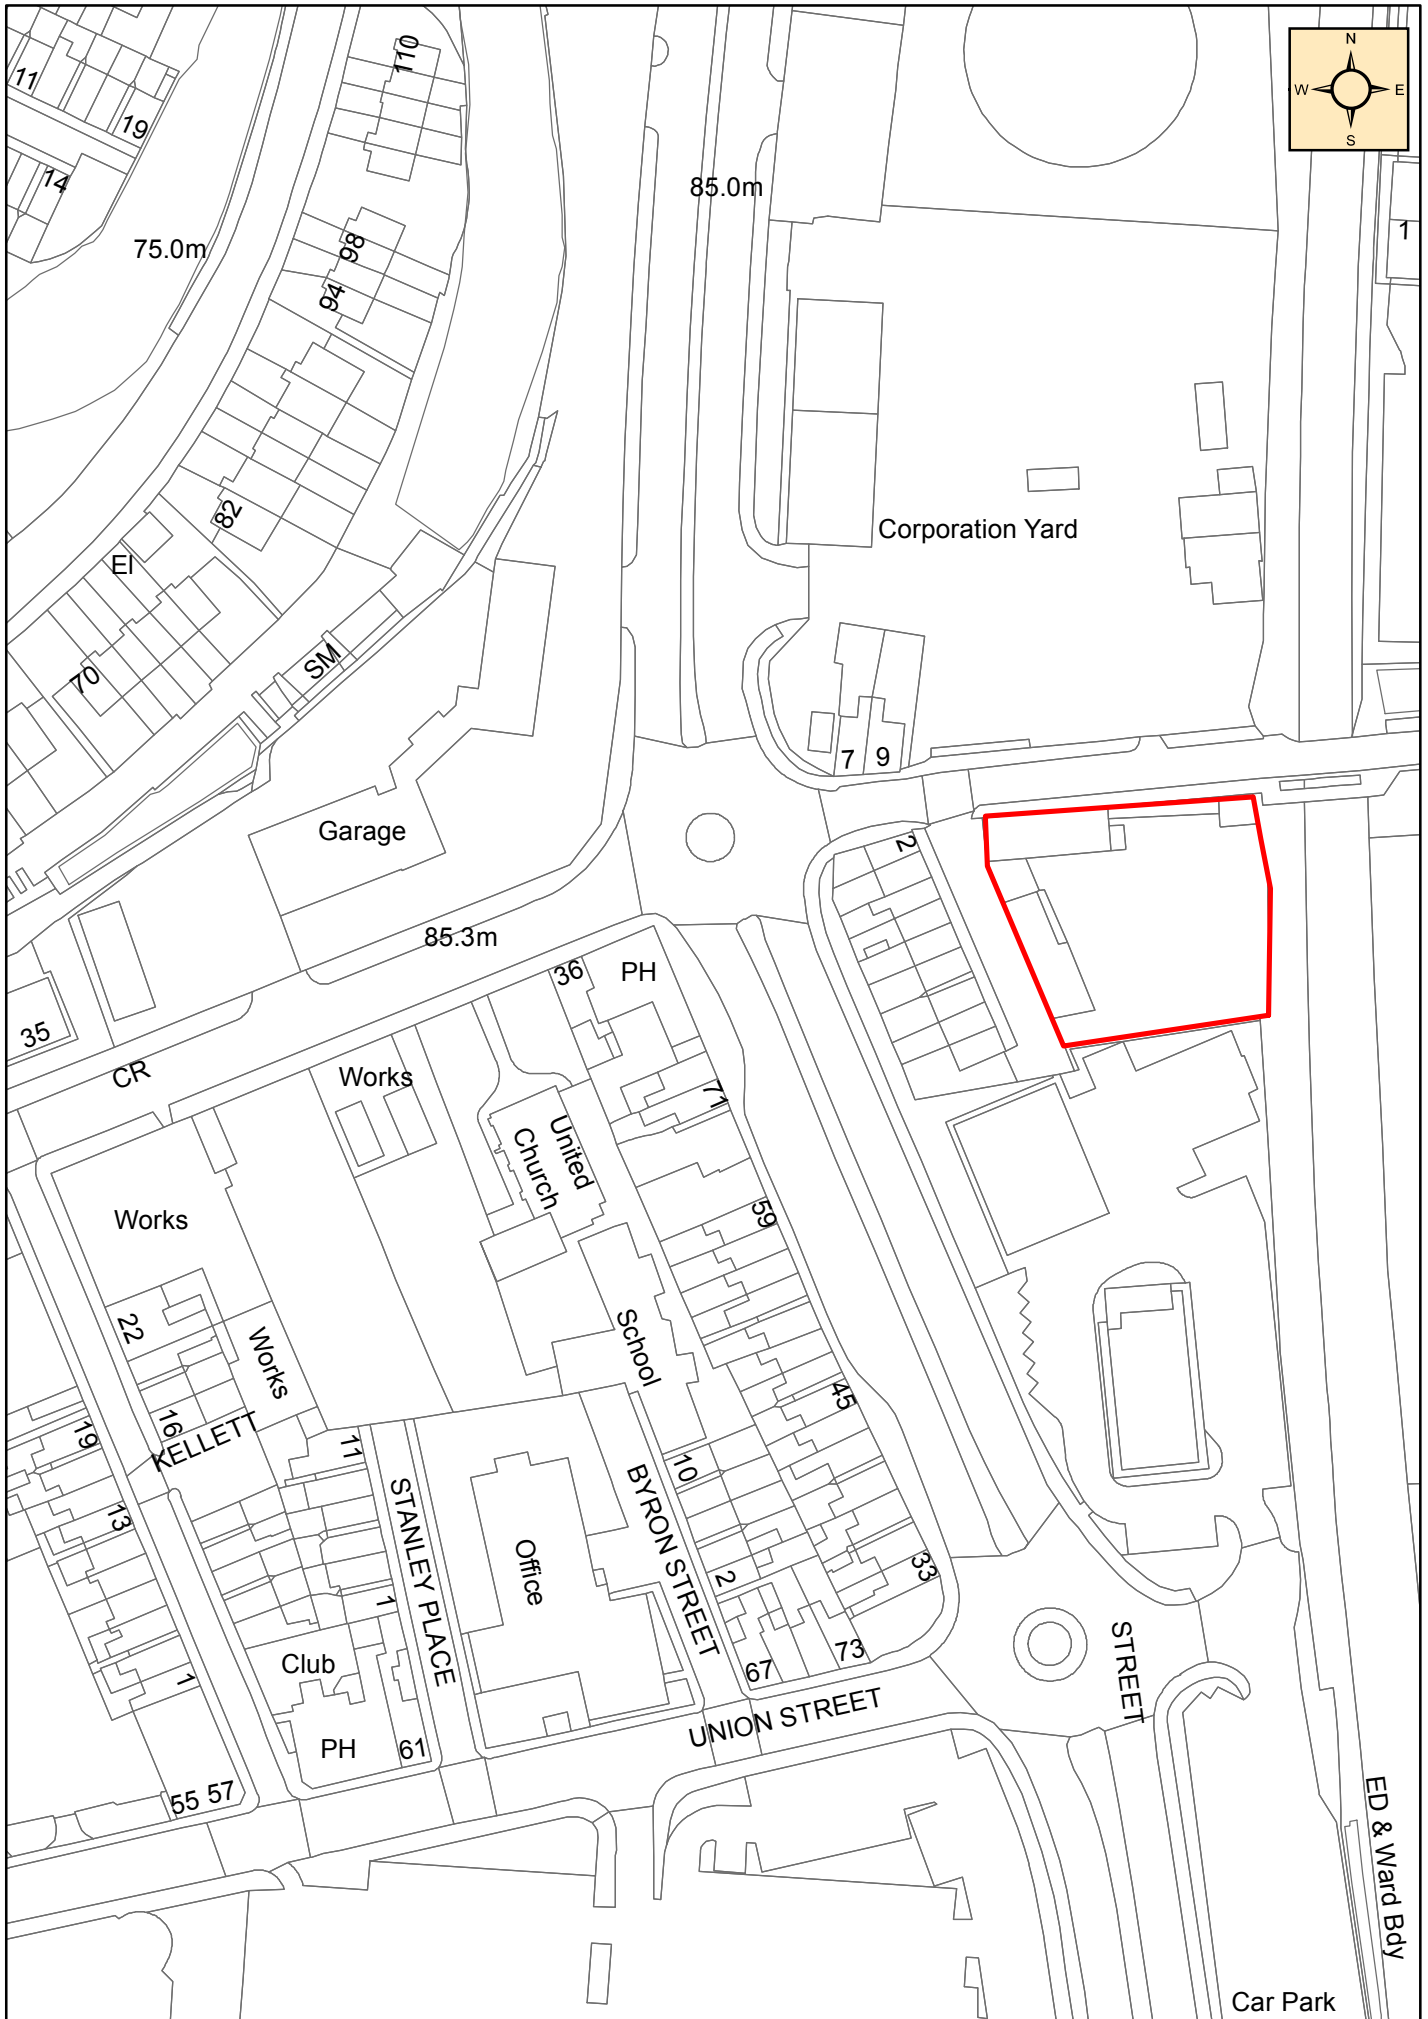 N
W E
S
110
11
19
14
85.0m
75.0m
1
98
94
82
Corporation Yard
El
SM
70
7 9
Garage
2
85.3m
36
PH
35
CR
Works
71
United
Church
Works
59
22
School
Works
45
16
19
KELLETT
11
10
STANLEY PLACE
BYRON STREET
13
Office
33
2
1
STREET
Club
73
67
1
UNION STREET
PH
61
55 57
ED & Ward Bdy
Car Park